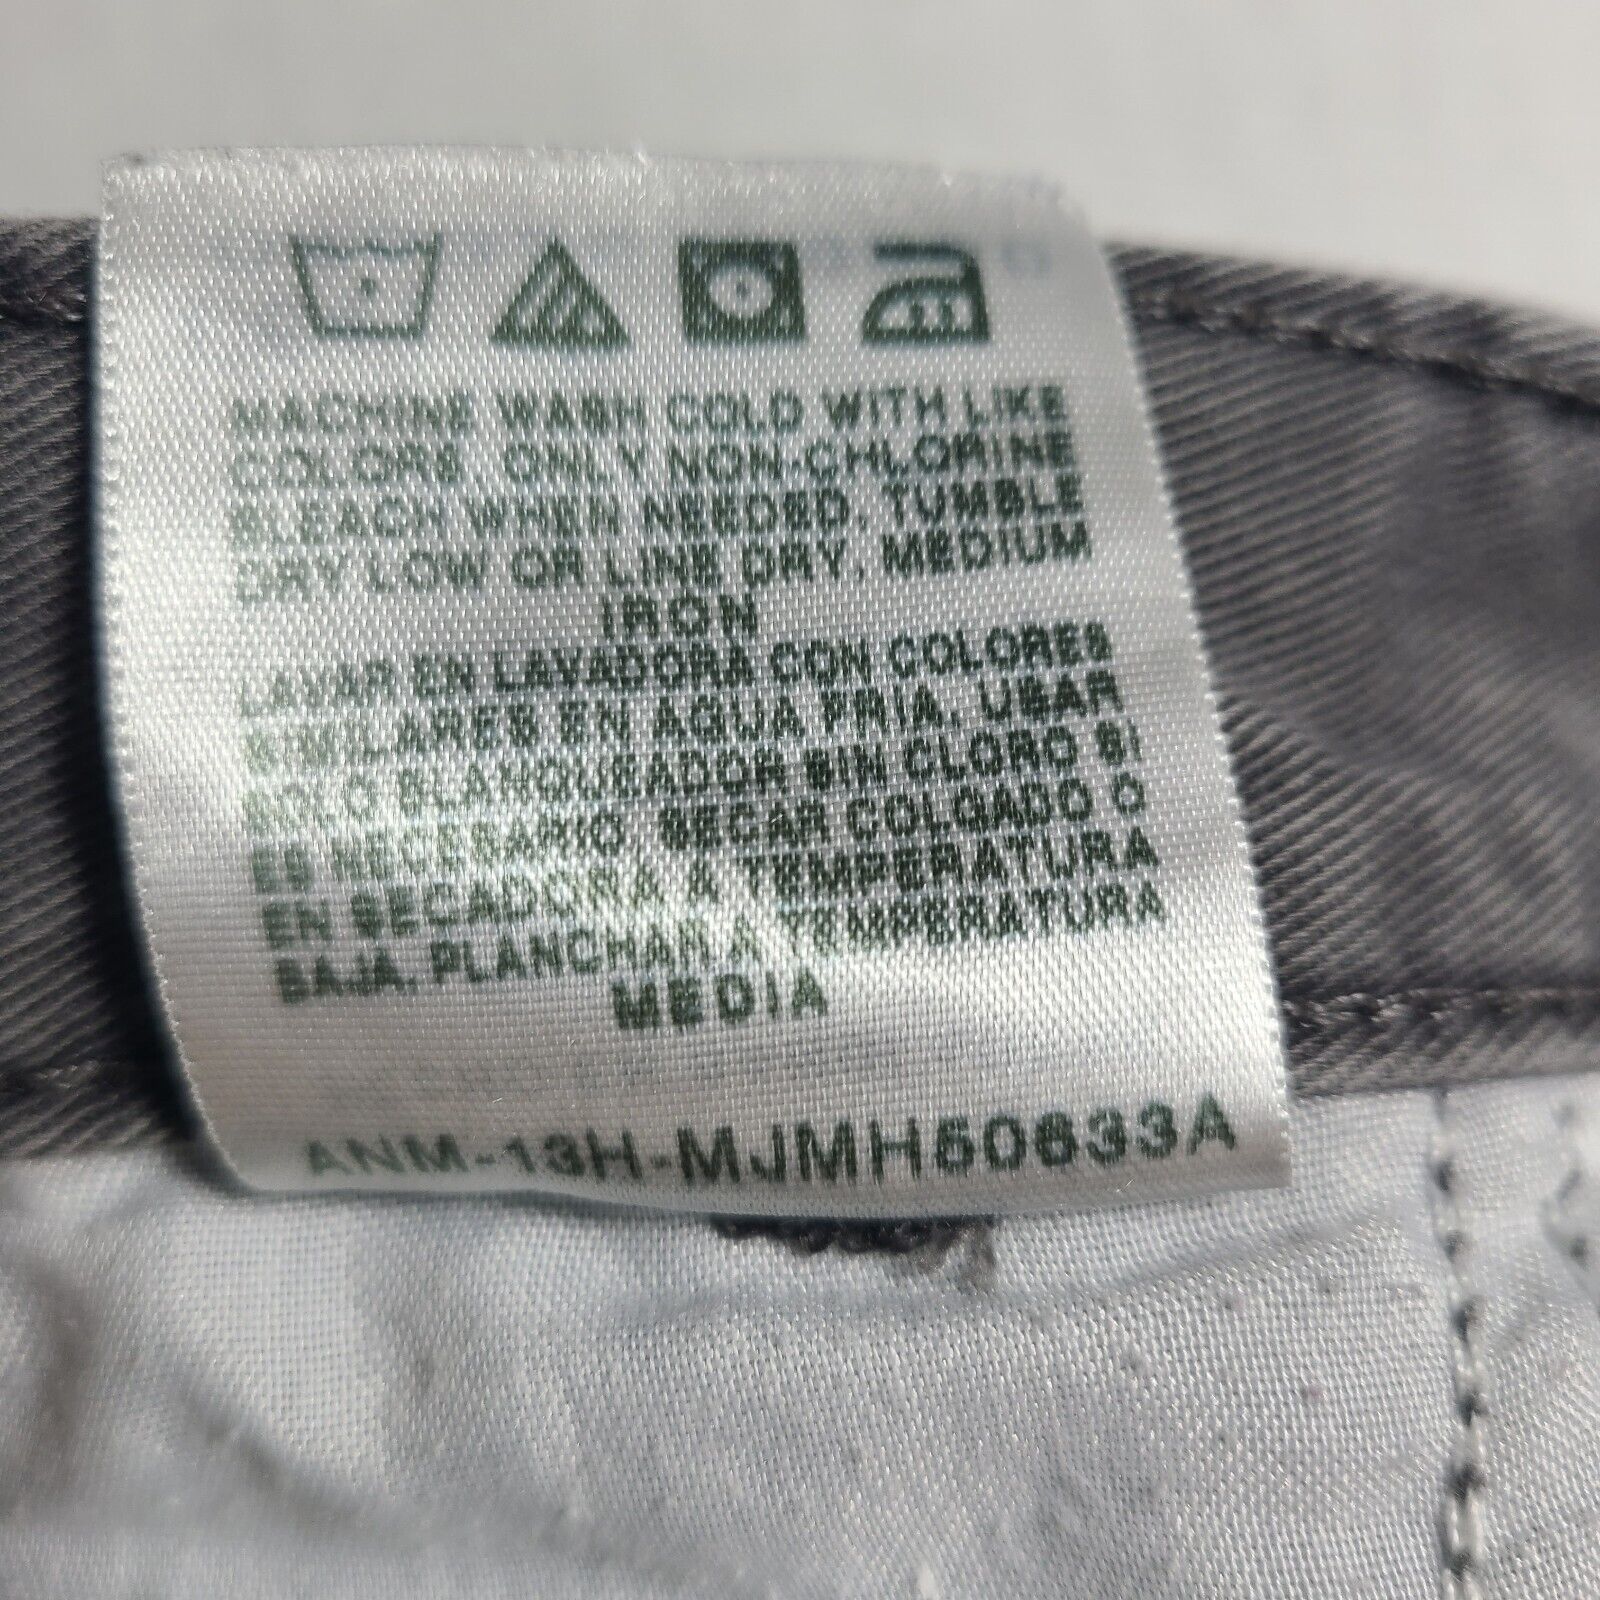 MACHINE WASH COLD WITH LIKE
COLORS. ONLY NON-CHLORINE
BLEACH WHEN NEEDED. TUMBLE
DRY LOW OR LINE DRY. MEDIUM
IRON
LAVAR EN LAVADORA CON COLORES
SIMILARES EN AGUA FRIA. USAR
SOLO BLANQUEADOR SIN CLORO SI
ES NECESARIO. SECAR COLGADO O
EN SECADORA A TEMPERATURA
BAJA. PLANCHAR A TEMPERATURA
MEDIA
ANM-13H-MJMH50633A